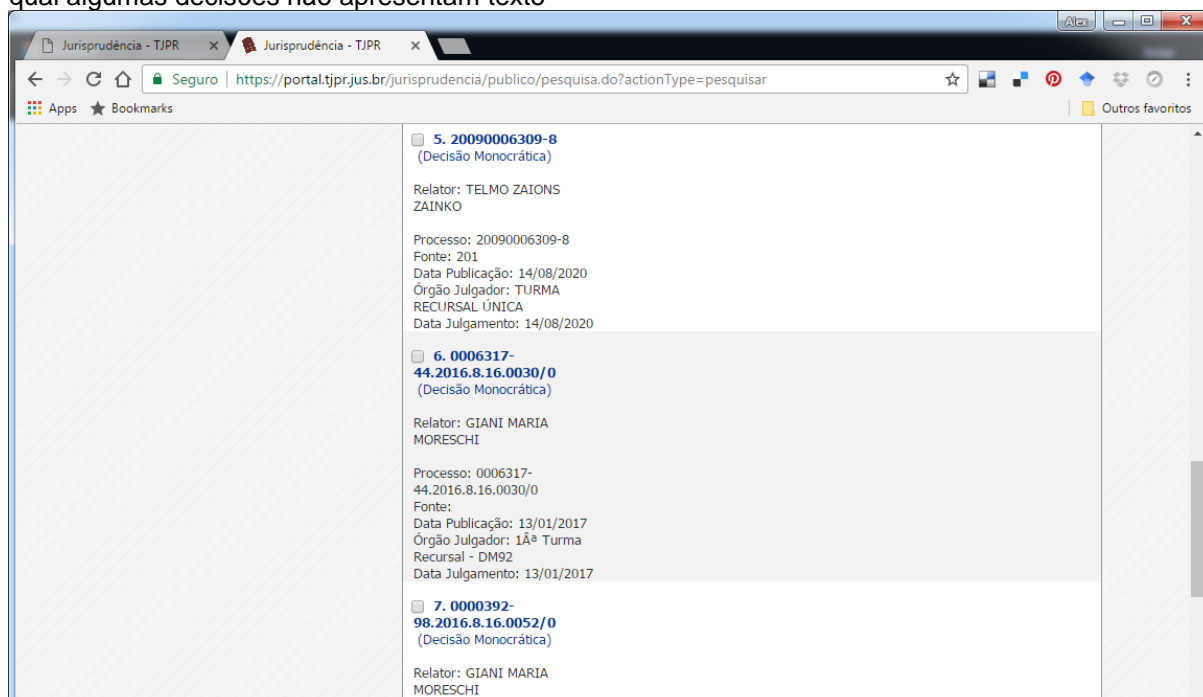 qual algumas decisões não apresentam texto
Alex
Jurisprudência - TJPR
Jurisprudência - TJPR
Seguro | https://portal.tjpr.jus.br/jurisprudencia/publico/pesquisa.do?actionType=pesquisar
Apps Bookmarks Outros favoritos
5. 20090006309-8
(Decisão Monocrática)
Relator: TELMO ZAIONS
ZAINKO
Processo: 20090006309-8
Fonte: 201
Data Publicação: 14/08/2020
Órgão Julgador: TURMA
RECURSAL ÚNICA
Data Julgamento: 14/08/2020
6. 0006317-
44.2016.8.16.0030/0
(Decisão Monocrática)
Relator: GIANI MARIA
MORESCHI
Processo: 0006317-
44.2016.8.16.0030/0
Fonte:
Data Publicação: 13/01/2017
Órgão Julgador: 1Âª Turma
Recursal - DM92
Data Julgamento: 13/01/2017
7. 0000392-
98.2016.8.16.0052/0
(Decisão Monocrática)
Relator: GIANI MARIA
MORESCHI